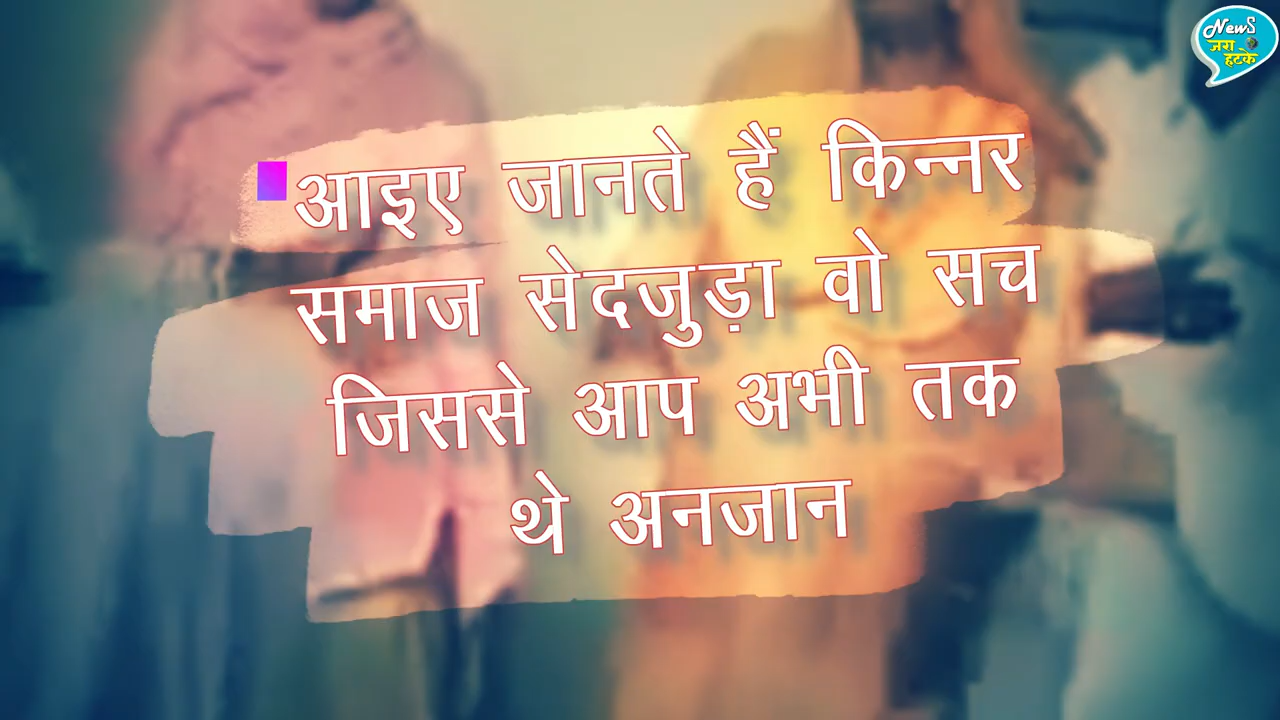 NewS
जरा
हटके
आइए जानते हैं किन्नर
समाज सेदजुड़ा वो सच
जिससे आप अभी तक
थे अनजान